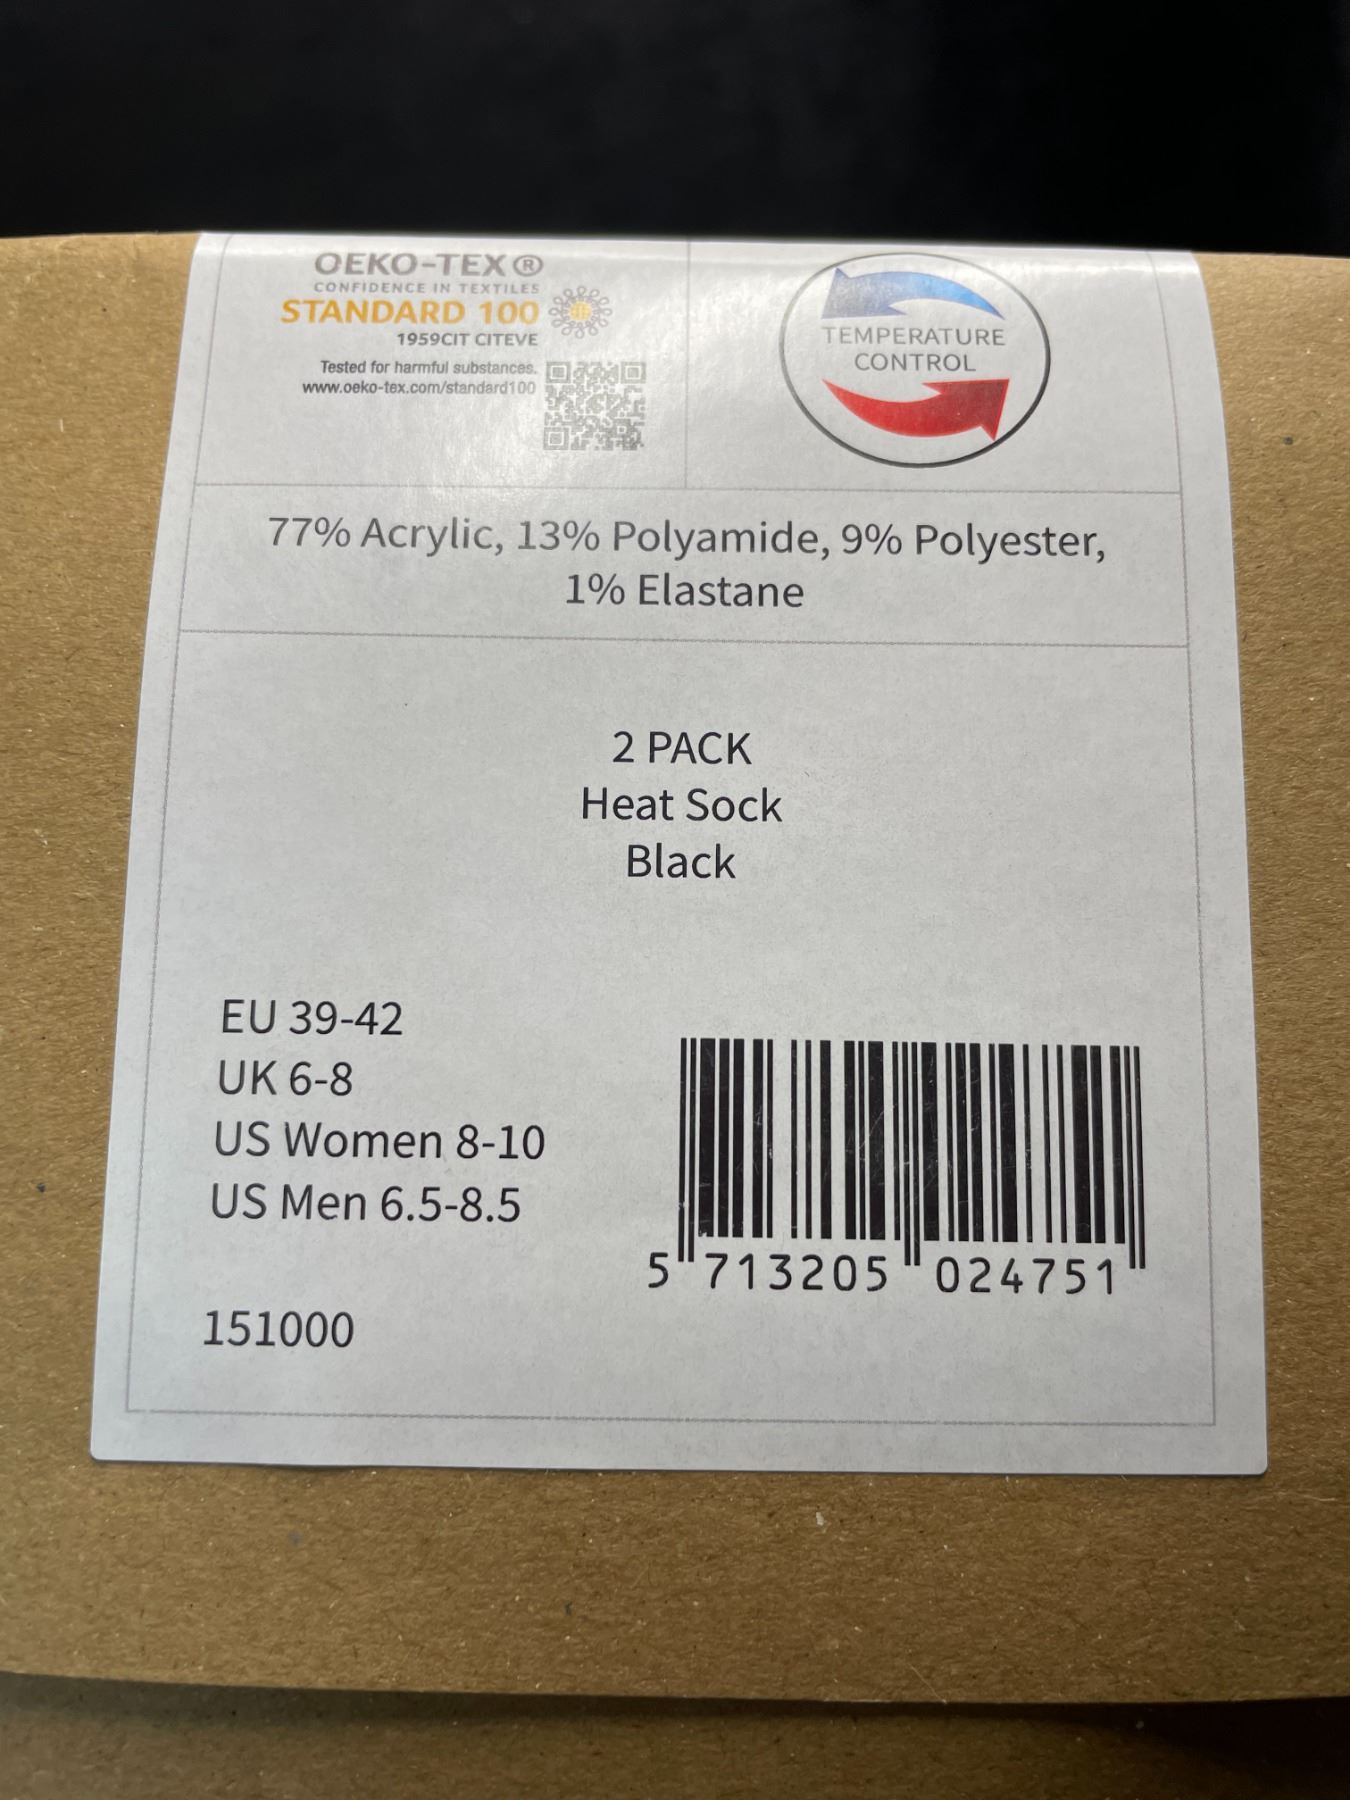 OEKO-TEX®
CONFIDENCE IN TEXTILES
STANDARD 100
1959CIT CITEVE
Tested for harmful substances.
www.oeko-tex.com/standard100
TEMPERATURE
CONTROL
77% Acrylic, 13% Polyamide, 9% Polyester,
1% Elastane
2 PACK
Heat Sock
Black
EU 39-42
UK 6-8
US Women 8-10
US Men 6.5-8.5
5 713205 024751
151000